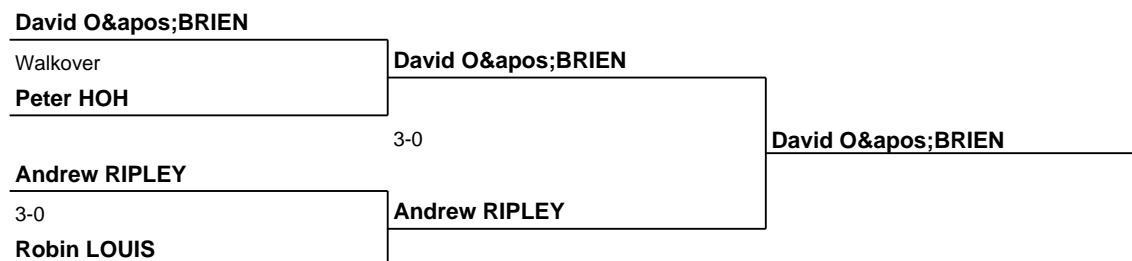 David O&apos;BRIEN
Walkover
Peter HOH
David O&apos;BRIEN
3-0
David O&apos;BRIEN
Andrew RIPLEY
3-0
Robin LOUIS
Andrew RIPLEY